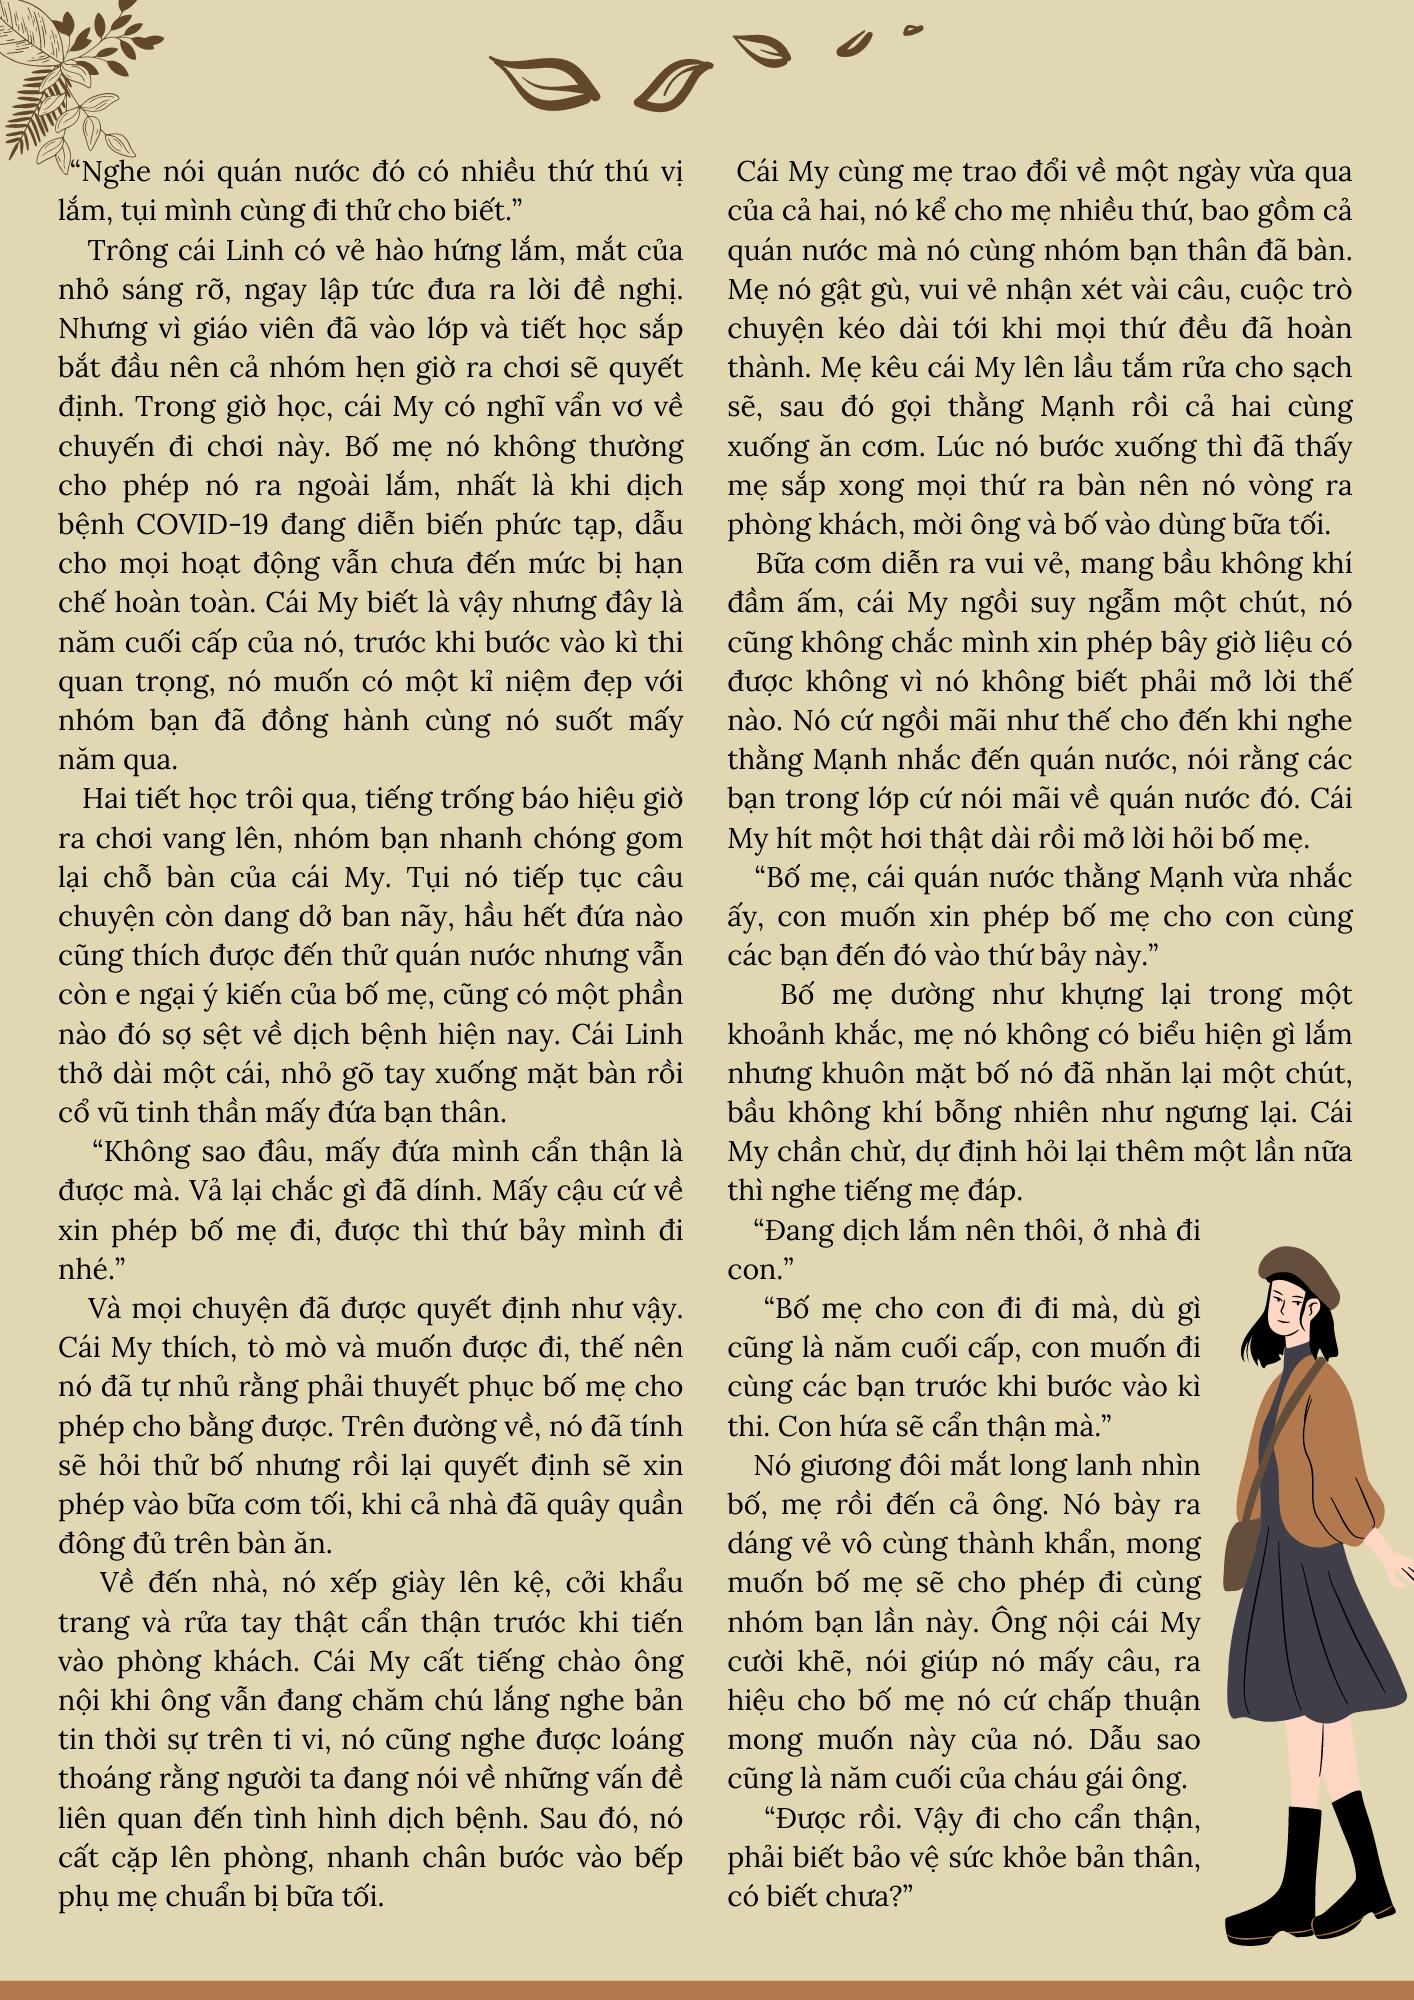 “Nghe nói quán nước đó có nhiều thứ thú vị
lắm, tụi mình cùng đi thử cho biết.”
Trông cái Linh có vẻ hào hứng lắm, mắt của
nhỏ sáng rỡ, ngay lập tức đưa ra lời đề nghị.
Nhưng vì giáo viên đã vào lớp và tiết học sắp
bắt đầu nên cả nhóm hẹn giờ ra chơi sẽ quyết
định. Trong giờ học, cái My có nghĩ vẩn vơ về
chuyến đi chơi này. Bố mẹ nó không thường
cho phép nó ra ngoài lắm, nhất là khi dịch
bệnh COVID-19 đang diễn biến phức tạp, dẫu
cho mọi hoạt động vẫn chưa đến mức bị hạn
chế hoàn toàn. Cái My biết là vậy nhưng đây là
năm cuối cấp của nó, trước khi bước vào kì thi
quan trọng, nó muốn có một kỉ niệm đẹp với
nhóm bạn đã đồng hành cùng nó suốt mấy
năm qua.
Hai tiết học trôi qua, tiếng trống báo hiệu giờ
ra chơi vang lên, nhóm bạn nhanh chóng gom
lại chỗ bàn của cái My. Tụi nó tiếp tục câu
chuyện còn dang dở ban nãy, hầu hết đứa nào
cũng thích được đến thử quán nước nhưng vẫn
còn e ngại ý kiến của bố mẹ, cũng có một phần
nào đó sợ sệt về dịch bệnh hiện nay. Cái Linh
thở dài một cái, nhỏ gõ tay xuống mặt bàn rồi
cổ vũ tinh thần mấy đứa bạn thân.
“Không sao đâu, mấy đứa mình cẩn thận là
được mà. Vả lại chắc gì đã dính. Mấy cậu cứ về
xin phép bố mẹ đi, được thì thứ bảy mình đi
nhé.”
Và mọi chuyện đã được quyết định như vậy.
Cái My thích, tò mò và muốn được đi, thế nên
nó đã tự nhủ rằng phải thuyết phục bố mẹ cho
phép cho bằng được. Trên đường về, nó đã tính
sẽ hỏi thử bố nhưng rồi lại quyết định sẽ xin
phép vào bữa cơm tối, khi cả nhà đã quây quần
đông đủ trên bàn ăn.
Về đến nhà, nó xếp giày lên kệ, cởi khẩu
trang và rửa tay thật cẩn thận trước khi tiến
vào phòng khách. Cái My cất tiếng chào ông
nội khi ông vẫn đang chăm chú lắng nghe bản
tin thời sự trên ti vi, nó cũng nghe được loáng
thoáng rằng người ta đang nói về những vấn đề
liên quan đến tình hình dịch bệnh. Sau đó, nó
cất cặp lên phòng, nhanh chân bước vào bếp
phụ mẹ chuẩn bị bữa tối.
Cái My cùng mẹ trao đổi về một ngày vừa qua
của cả hai, nó kể cho mẹ nhiều thứ, bao gồm cả
quán nước mà nó cùng nhóm bạn thân đã bàn.
Mẹ nó gật gù, vui vẻ nhận xét vài câu, cuộc trò
chuyện kéo dài tới khi mọi thứ đều đã hoàn
thành. Mẹ kêu cái My lên lầu tắm rửa cho sạch
sẽ, sau đó gọi thằng Mạnh rồi cả hai cùng
xuống ăn cơm. Lúc nó bước xuống thì đã thấy
mẹ sắp xong mọi thứ ra bàn nên nó vòng ra
phòng khách, mời ông và bố vào dùng bữa tối.
Bữa cơm diễn ra vui vẻ, mang bầu không khí
đầm ấm, cái My ngồi suy ngẫm một chút, nó
cũng không chắc mình xin phép bây giờ liệu có
được không vì nó không biết phải mở lời thế
nào. Nó cứ ngồi mãi như thế cho đến khi nghe
thằng Mạnh nhắc đến quán nước, nói rằng các
bạn trong lớp cứ nói mãi về quán nước đó. Cái
My hít một hơi thật dài rồi mở lời hỏi bố mẹ.
“Bố mẹ, cái quán nước thằng Mạnh vừa nhắc
ấy, con muốn xin phép bố mẹ cho con cùng
các bạn đến đó vào thứ bảy này.”
Bố mẹ dường như khựng lại trong một
khoảnh khắc, mẹ nó không có biểu hiện gì lắm
nhưng khuôn mặt bố nó đã nhăn lại một chút,
bầu không khí bỗng nhiên như ngưng lại. Cái
My chần chừ, dự định hỏi lại thêm một lần nữa
thì nghe tiếng mẹ đáp.
“Đang dịch lắm nên thôi, ở nhà đi
con.”
“Bố mẹ cho con đi đi mà, dù gì
cũng là năm cuối cấp, con muốn đi
cùng các bạn trước khi bước vào kì
thi. Con hứa sẽ cẩn thận mà.”
Nó giương đôi mắt long lanh nhìn
bố, mẹ rồi đến cả ông. Nó bày ra
dáng vẻ vô cùng thành khẩn, mong
muốn bố mẹ sẽ cho phép đi cùng
nhóm bạn lần này. Ông nội cái My
cười khẽ, nói giúp nó mấy câu, ra
hiệu cho bố mẹ nó cứ chấp thuận
mong muốn này của nó. Dẫu sao
cũng là năm cuối của cháu gái ông.
“Được rồi. Vậy đi cho cẩn thận,
phải biết bảo vệ sức khỏe bản thân,
có biết chưa?”